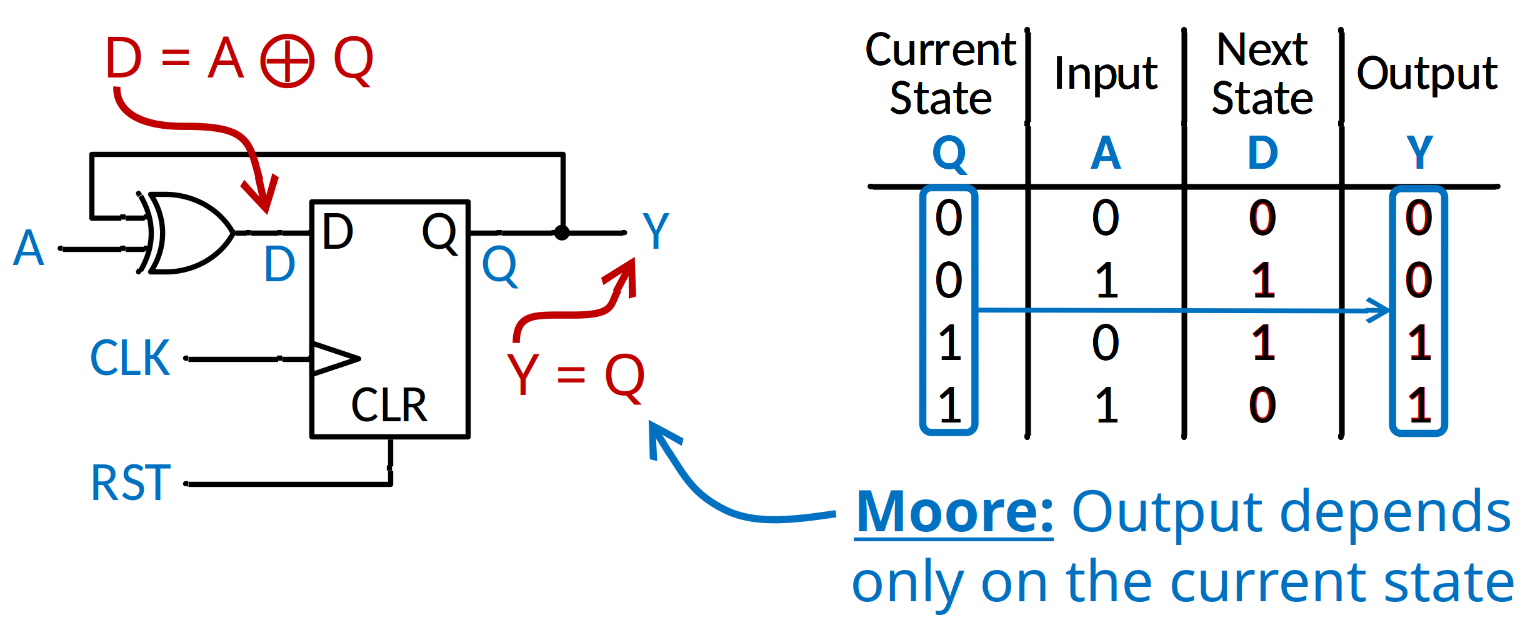 D = A ⊕ Q
A
D
D
Q
Q
Y
CLK
CLR
RST
Y = Q
Current State Input Next State Output
Q A D Y
0 0 0 0
0 1 1 0
1 0 1 1
1 1 0 1
Moore: Output depends
only on the current state